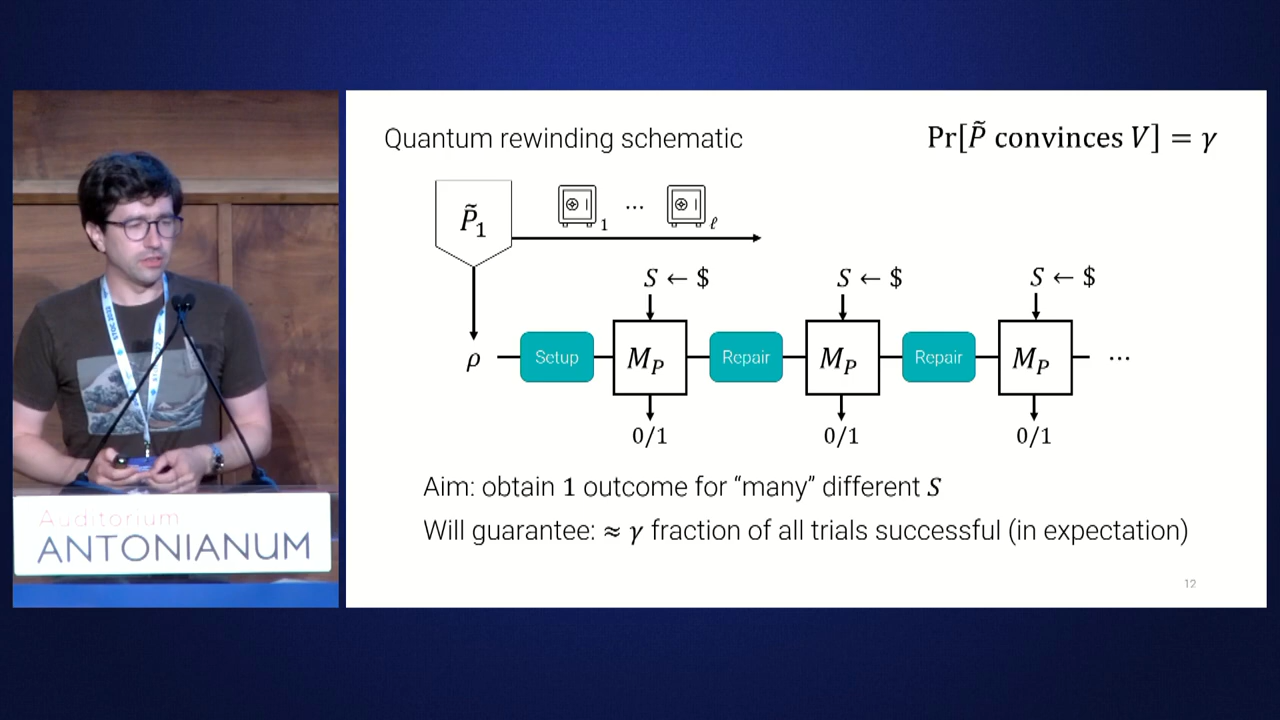 Quantum rewinding schematic
Pr[P̃ convinces V] = γ
P̃₁
1 ... ℓ
S ← $
S ← $
S ← $
ρ
Setup
M_P
Repair
M_P
Repair
M_P
...
0/1
0/1
0/1
Aim: obtain 1 outcome for “many” different S
Will guarantee: ≈ γ fraction of all trials successful (in expectation)
12
STOC 2022
Auditorium
ANTONIANUM